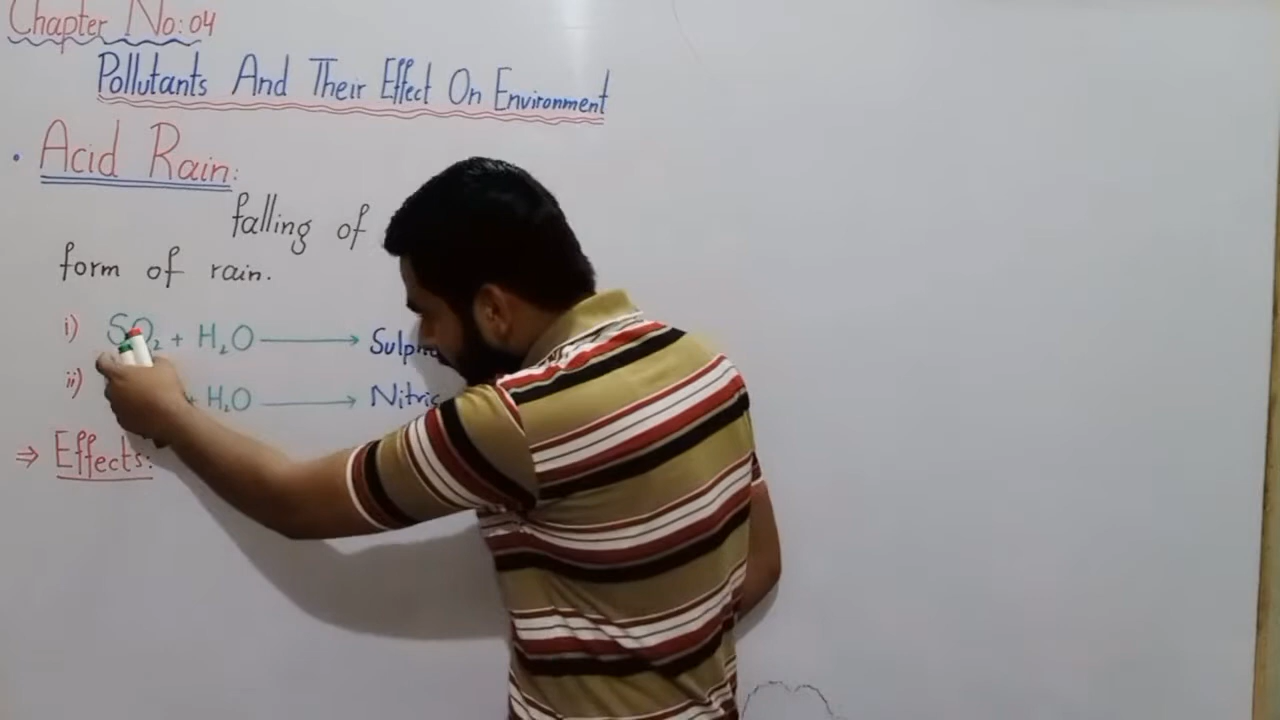 Chapter No:04
Pollutants And Their Effect On Environment
• Acid Rain:
falling of
form of rain.
i) SO₂ + H₂O ⟶
ii) + H₂O ⟶ Nitric
⇒ Effects: